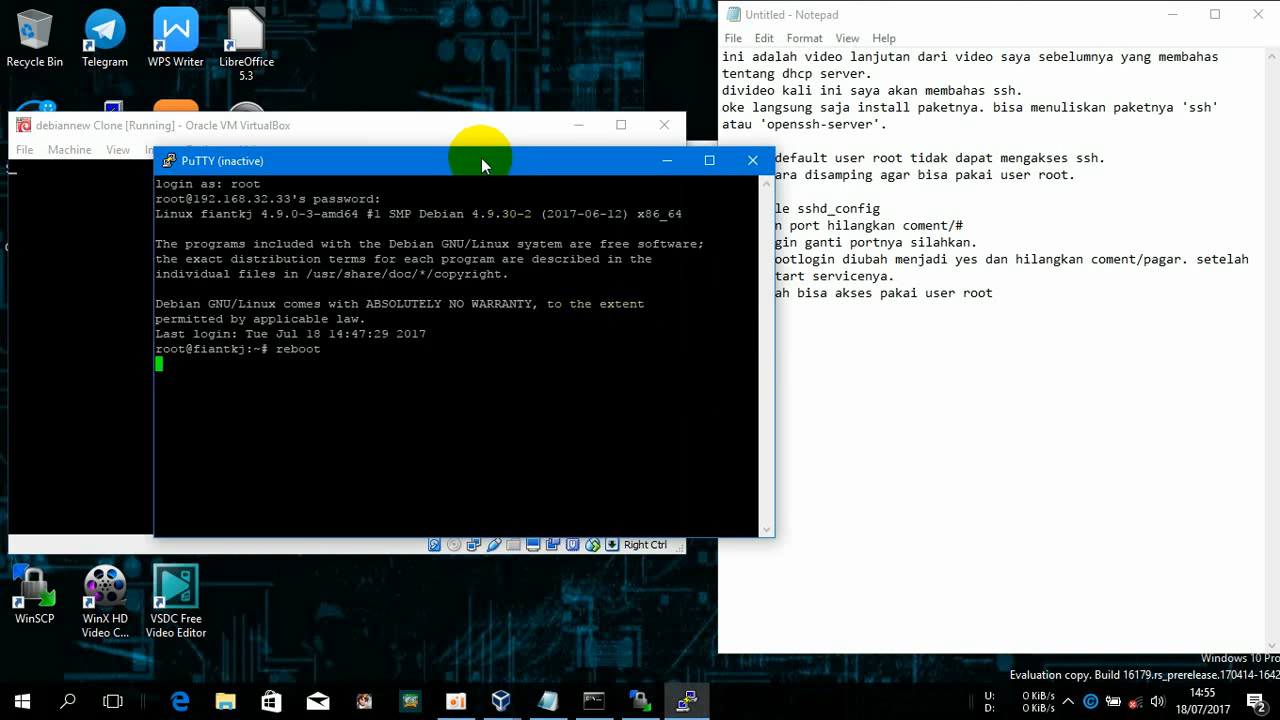 Recycle Bin
Telegram
WPS Writer
LibreOffice
5.3
debiannew Clone [Running] - Oracle VM VirtualBox
File Machine View
PuTTY (inactive)
login as: root
root@192.168.32.33's password:
Linux fiantkj 4.9.0-3-amd64 #1 SMP Debian 4.9.30-2 (2017-06-12) x86_64
The programs included with the Debian GNU/Linux system are free software;
the exact distribution terms for each program are described in the
individual files in /usr/share/doc/*/copyright.
Debian GNU/Linux comes with ABSOLUTELY NO WARRANTY, to the extent
permitted by applicable law.
Last login: Tue Jul 18 14:47:29 2017
root@fiantkj:~# reboot
Right Ctrl
Untitled - Notepad
File Edit Format View Help
ini adalah video lanjutan dari video saya sebelumnya yang membahas
tentang dhcp server.
divideo kali ini saya akan membahas ssh.
oke langsung saja install paketnya. bisa menuliskan paketnya 'ssh'
atau 'openssh-server'.
default user root tidak dapat mengakses ssh.
ara disamping agar bisa pakai user root.
le sshd_config
n port hilangkan coment/#
gin ganti portnya silahkan.
ootlogin diubah menjadi yes dan hilangkan coment/pagar. setelah
tart servicenya.
ah bisa akses pakai user root
WinSCP
WinX HD
Video C...
VSDC Free
Video Editor
Windows 10 Pro
Evaluation copy. Build 16179.rs_prerelease.170414-1642
U: 0 KiB/s
D: 0 KiB/s
14:55
18/07/2017
2